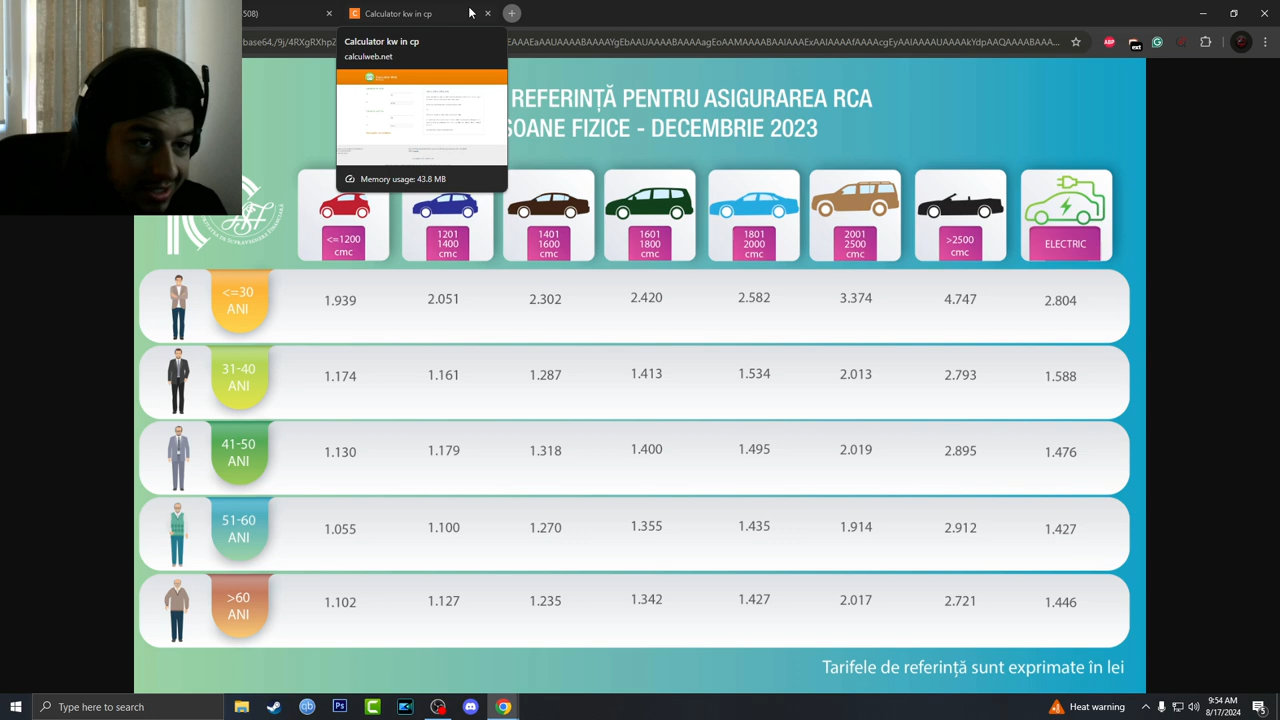 508)
Calculator kw in cp
base64,/9j/4RXgRXhpZ
Calculator kw in cp
calculweb.net
Memory usage: 43.8 MB
REFERINȚĂ PENTRU ASIGURAREA RCA
SOANE FIZICE - DECEMBRIE 2023
<=1200 cmc
1201 1400 cmc
1401 1600 cmc
1601 1800 cmc
1801 2000 cmc
2001 2500 cmc
>2500 cmc
ELECTRIC
<=30 ANI 1.939 2.051 2.302 2.420 2.582 3.374 4.747 2.804
31-40 ANI 1.174 1.161 1.287 1.413 1.534 2.013 2.793 1.588
41-50 ANI 1.130 1.179 1.318 1.400 1.495 2.019 2.895 1.476
51-60 ANI 1.055 1.100 1.270 1.355 1.435 1.914 2.912 1.427
>60 ANI 1.102 1.127 1.235 1.342 1.427 2.017 2.721 1.446
Tarifele de referință sunt exprimate în lei
Type here to search
Heat warning
9:54 AM
8/17/2024